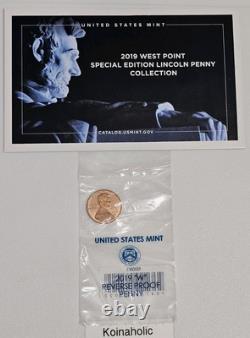 UNITED STATES MINT
2019 WEST POINT
SPECIAL EDITION LINCOLN PENNY
COLLECTION
CATALOG.USMINT.GOV
UNITED STATES MINT
2019 "W"
REVERSE PROOF
PENNY
Koinaholic